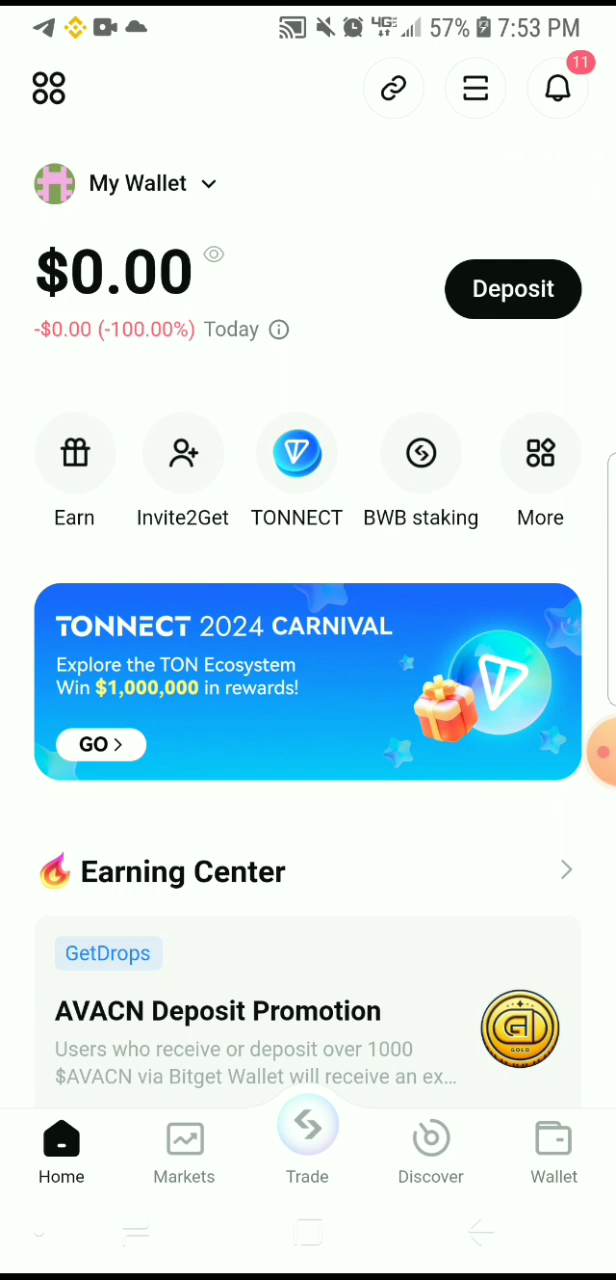 4GE 57% 7:53 PM
11
My Wallet
$0.00
Deposit
-$0.00 (-100.00%) Today
Earn Invite2Get TONNECT BWB staking More
TONNECT 2024 CARNIVAL
Explore the TON Ecosystem
Win $1,000,000 in rewards!
GO >
Earning Center
GetDrops
AVACN Deposit Promotion
Users who receive or deposit over 1000
$AVACN via Bitget Wallet will receive an ex...
GOLD
Home Markets Trade Discover Wallet